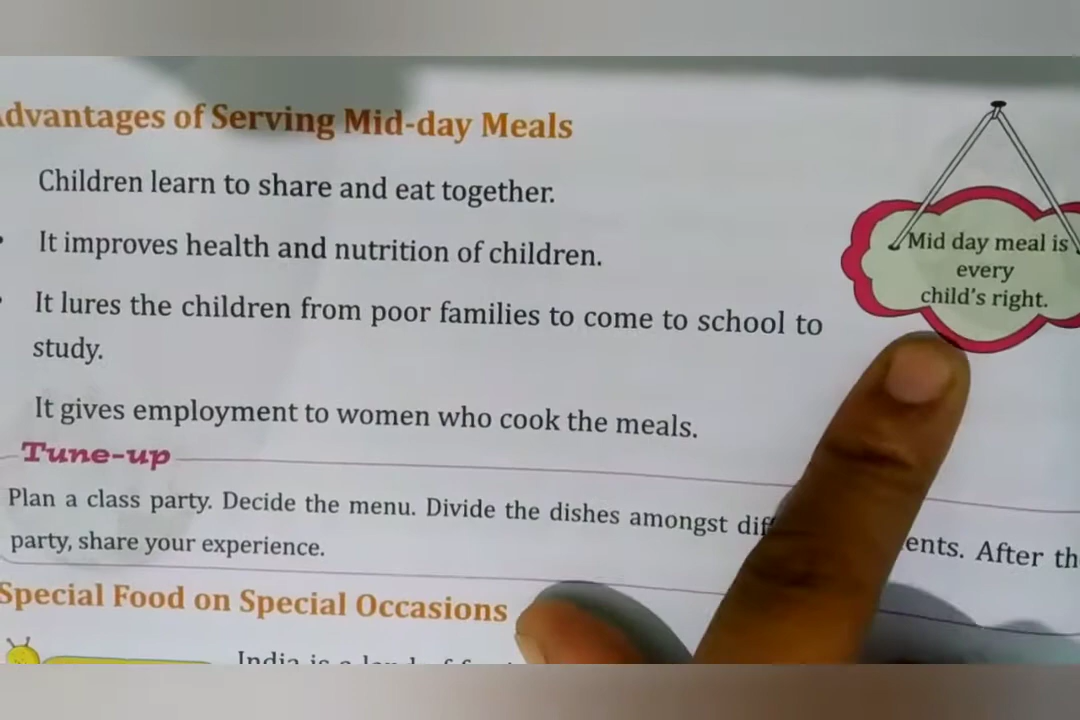 dvantages of Serving Mid-day Meals
Children learn to share and eat together.
It improves health and nutrition of children.
It lures the children from poor families to come to school to
study.
It gives employment to women who cook the meals.
Mid day meal is
every
child's right.
Tune-up
Plan a class party. Decide the menu. Divide the dishes amongst dif ents. After th
party, share your experience.
Special Food on Special Occasions
India is a land of